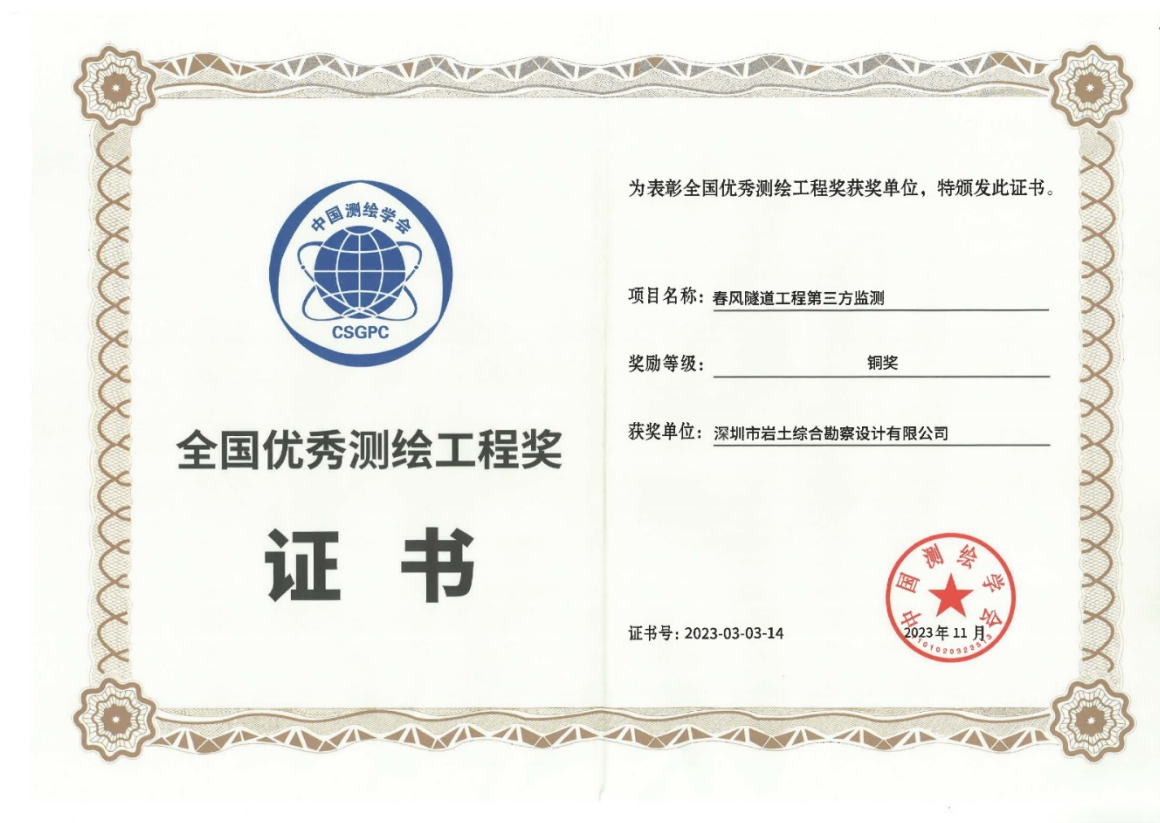 中国测绘学会
CSGPC
全国优秀测绘工程奖
证 书
为表彰全国优秀测绘工程奖获奖单位，特颁发此证书。
项目名称：春风隧道工程第三方监测
奖励等级：铜奖
获奖单位：深圳市岩土综合勘察设计有限公司
中国测绘学会
证书号：2023-03-03-14
2023年 11 月